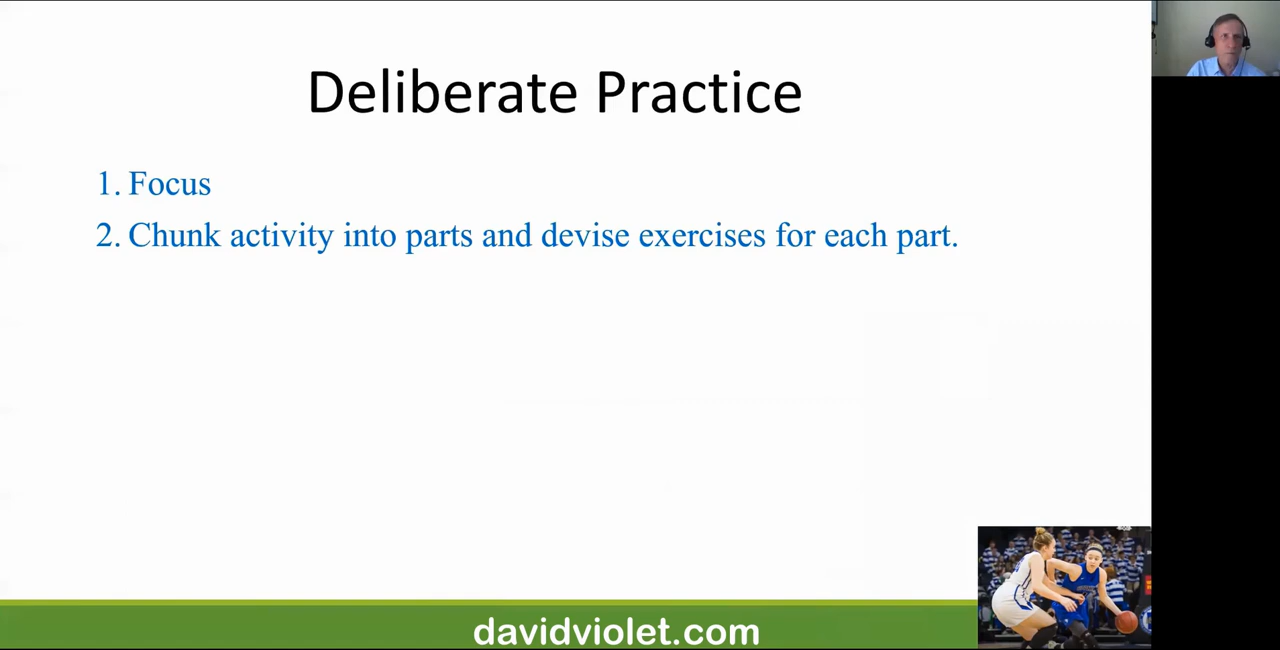 Deliberate Practice
1. Focus
2. Chunk activity into parts and devise exercises for each part.
davidviolet.com